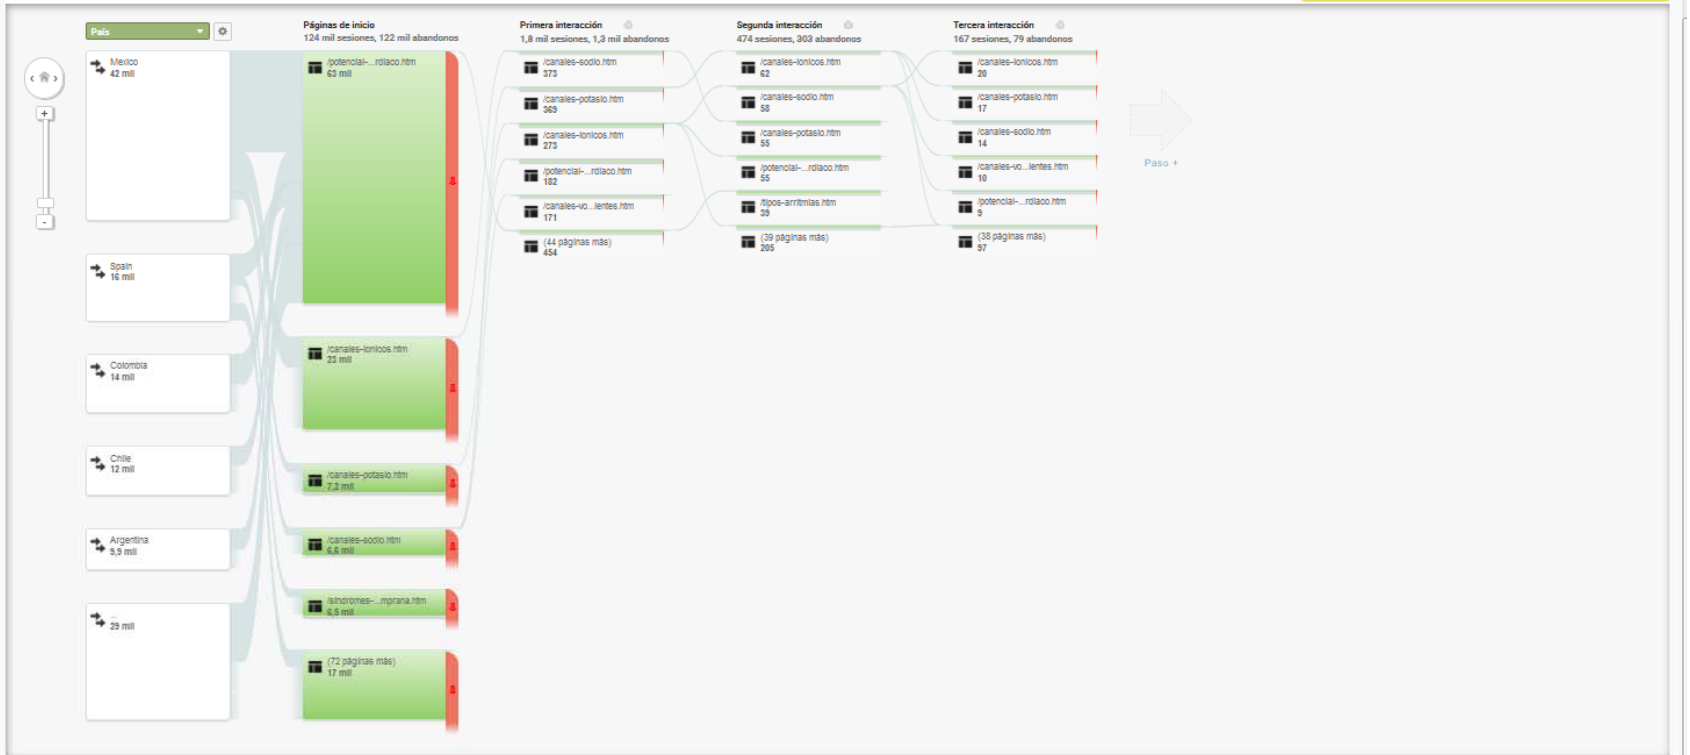 País
Mexico
42 mil
Spain
16 mil
Colombia
14 mil
Chile
12 mil
Argentina
9,9 mil
...
29 mil
Páginas de inicio
124 mil sesiones, 122 mil abandonos
/potencial-...rdiaco.htm
63 mil
/canales-ionicos.htm
23 mil
/canales-potasio.htm
7,2 mil
/canales-sodio.htm
6,6 mil
/sindromes-...mprana.htm
6,5 mil
(72 páginas más)
17 mil
Primera interacción
1,8 mil sesiones, 1,3 mil abandonos
/canales-sodio.htm
373
/canales-potasio.htm
369
/canales-ionicos.htm
273
/potencial-...rdiaco.htm
182
/canales-vo...lentes.htm
171
(44 páginas más)
454
Segunda interacción
474 sesiones, 303 abandonos
/canales-ionicos.htm
62
/canales-sodio.htm
58
/canales-potasio.htm
55
/potencial-...rdiaco.htm
55
/tipos-arritmias.htm
39
(39 páginas más)
205
Tercera interacción
167 sesiones, 79 abandonos
/canales-ionicos.htm
20
/canales-potasio.htm
17
/canales-sodio.htm
14
/canales-vo...lentes.htm
10
/potencial-...rdiaco.htm
9
(38 páginas más)
97
Paso +